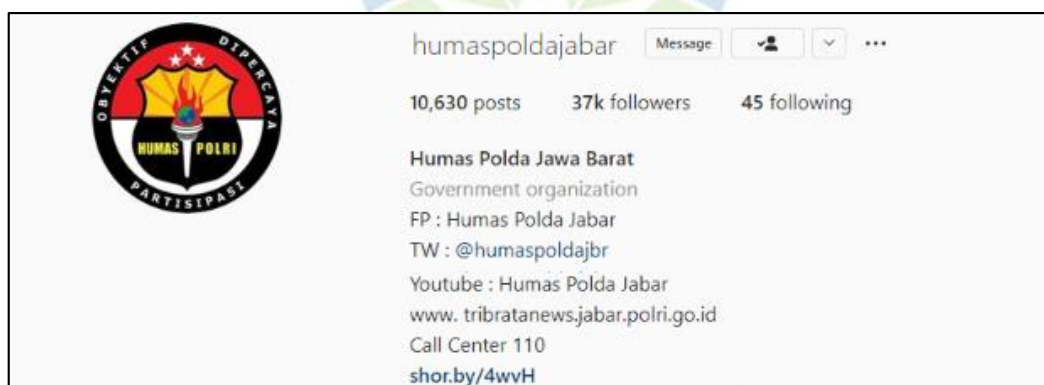 OBYEKTIF DIPERCAYA
HUMAS POLRI
PARTISIPASI
humaspoldajabar Message
10,630 posts 37k followers 45 following
Humas Polda Jawa Barat
Government organization
FP : Humas Polda Jabar
TW : @humaspoldajbr
Youtube : Humas Polda Jabar
www. tribratanews.jabar.polri.go.id
Call Center 110
shor.by/4wvH